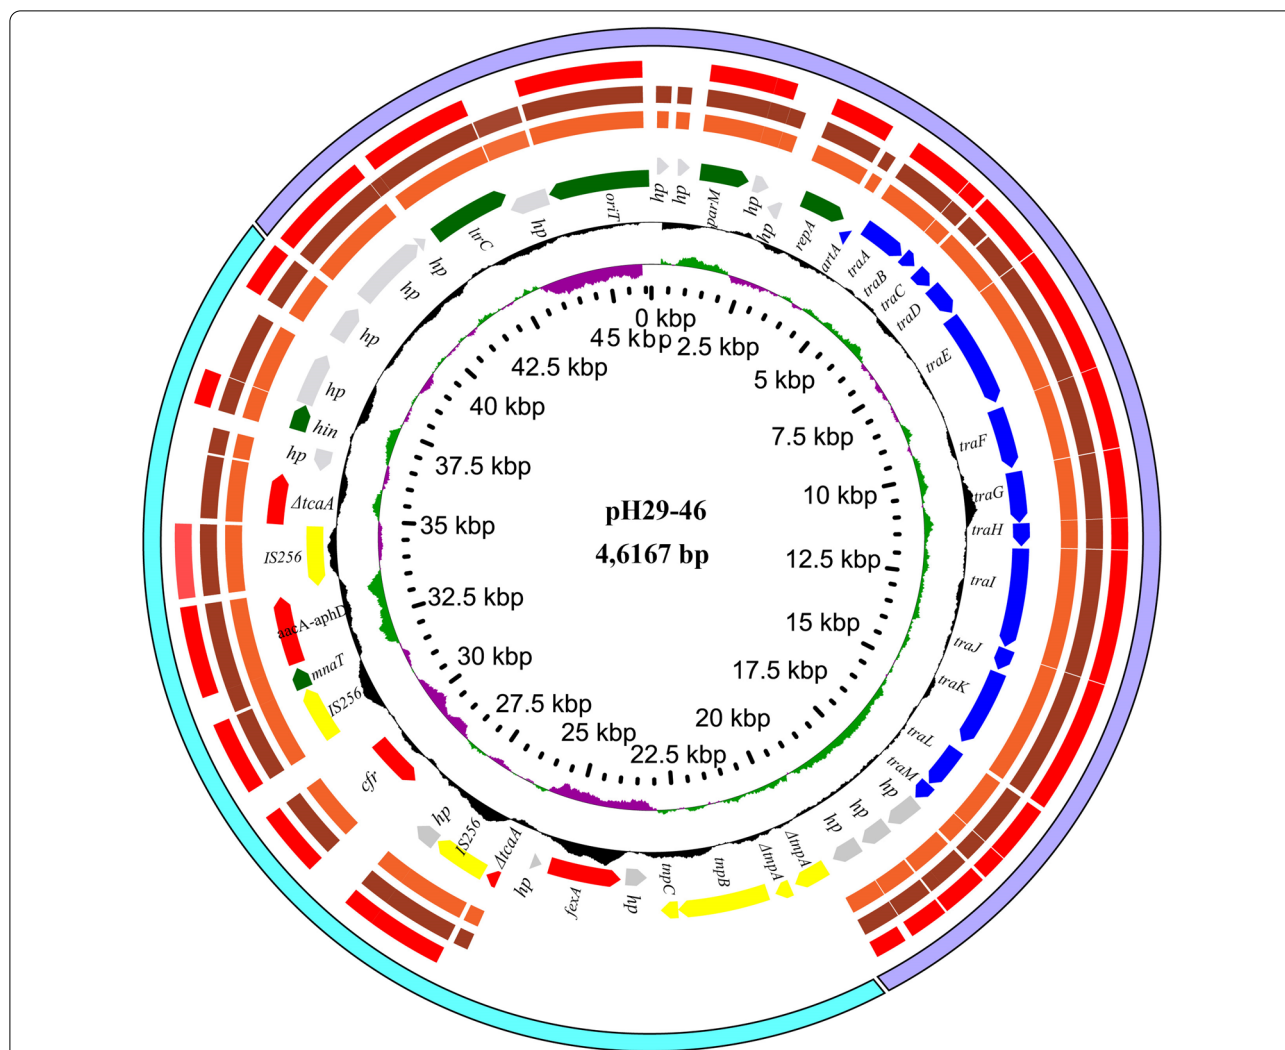 hp
hp
parM
hp
hp
repA
artA
traA
traB
traC
traD
traE
traF
traG
traH
traI
traJ
traK
traL
traM
hp
hp
hp
ΔtmpA
ΔtmpA
tnpB
tnpC
hp
fexA
hp
ΔtcaA
IS256
hp
cfr
IS256
mnaT
aacA-aphD
IS256
ΔtcaA
hp
hin
hp
hp
hp
hp
ltrC
hp
oriT
0 kbp
2.5 kbp
5 kbp
7.5 kbp
10 kbp
12.5 kbp
15 kbp
17.5 kbp
20 kbp
22.5 kbp
25 kbp
27.5 kbp
30 kbp
32.5 kbp
35 kbp
37.5 kbp
40 kbp
42.5 kbp
45 kbp
pH29-46
4,6167 bp